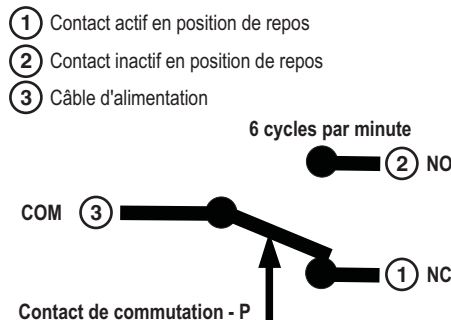 1 Contact actif en position de repos
2 Contact inactif en position de repos
3 Câble d'alimentation
6 cycles par minute
2 NO
COM 3
1 NC
Contact de commutation - P